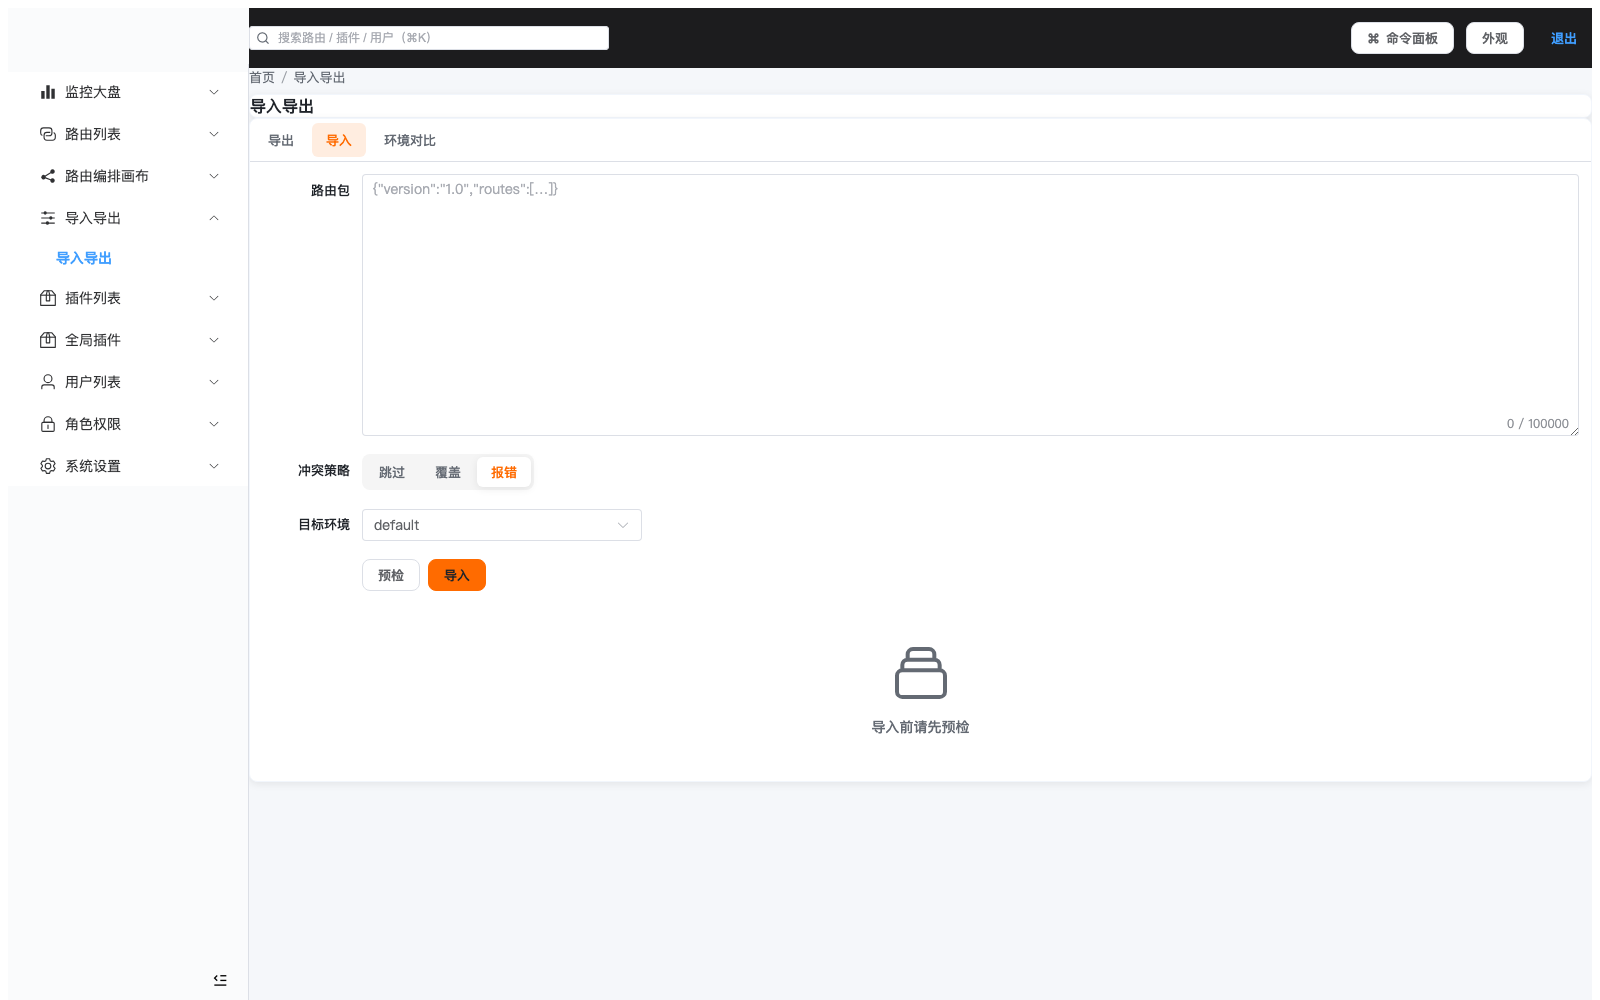 搜索路由 / 插件 / 用户（⌘K）
⌘ 命令面板
外观
退出
监控大盘
路由列表
路由编排画布
导入导出
导入导出
插件列表
全局插件
用户列表
角色权限
系统设置
首页 / 导入导出
导入导出
导出
导入
环境对比
路由包
{"version":"1.0","routes":[...]}
0 / 100000
冲突策略
跳过
覆盖
报错
目标环境
default
预检
导入
导入前请先预检